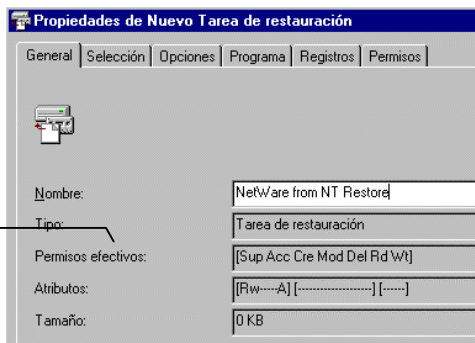 Propiedades de Nuevo Tarea de restauración
General Selección Opciones Programa Registros Permisos
Nombre: NetWare from NT Restore
Tipo: Tarea de restauración
Permisos efectivos: [Sup Acc Cre Mod Del Rd Wt]
Atributos: [Rw-----A] [--------------------] [------]
Tamaño: 0 KB